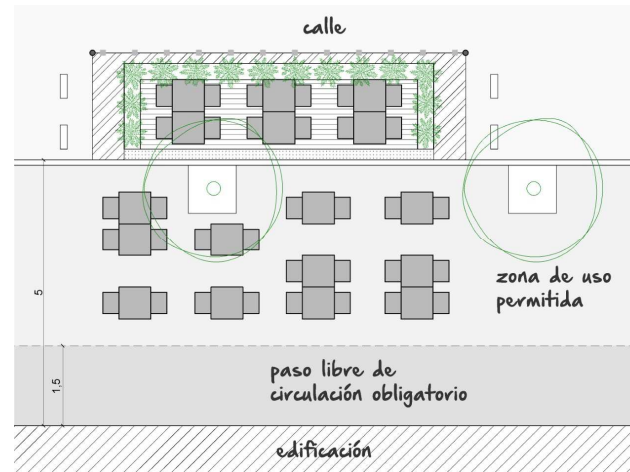 calle
5
zona de uso
permitida
1,5
paso libre de
circulación obligatorio
edificación